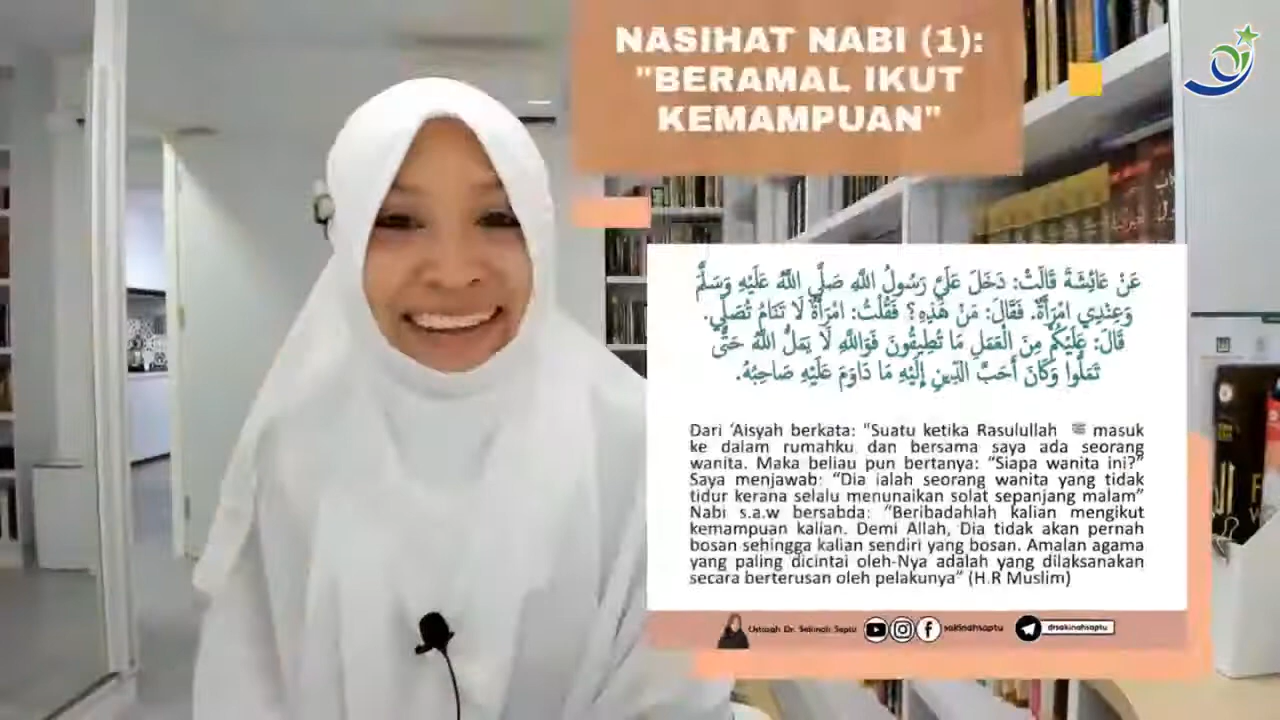 NASIHAT NABI (1):
"BERAMAL IKUT
KEMAMPUAN"
عَنْ عَائِشَةَ قَالَتْ: دَخَلَ عَلَيَّ رَسُولُ اللَّهِ صَلَّى اللَّهُ عَلَيْهِ وَسَلَّمَ
وَعِنْدِي امْرَأَةٌ. فَقَالَ: مَنْ هَذِهِ؟ فَقُلْتُ: امْرَأَةٌ لَا تَنَامُ تُصَلِّي.
قَالَ: عَلَيْكُمْ مِنَ الْعَمَلِ مَا تُطِيقُونَ فَوَاللَّهِ لَا يَمَلُّ اللَّهُ حَتَّى
تَمَلُّوا وَكَانَ أَحَبَّ الدِّينِ إِلَيْهِ مَا دَاوَمَ عَلَيْهِ صَاحِبُهُ.
Dari ‘Aisyah berkata: “Suatu ketika Rasulullah ﷺ masuk
ke dalam rumahku dan bersama saya ada seorang
wanita. Maka beliau pun bertanya: “Siapa wanita ini?”
Saya menjawab: “Dia ialah seorang wanita yang tidak
tidur kerana selalu menunaikan solat sepanjang malam”
Nabi s.a.w bersabda: “Beribadahlah kalian mengikut
kemampuan kalian. Demi Allah, Dia tidak akan pernah
bosan sehingga kalian sendiri yang bosan. Amalan agama
yang paling dicintai oleh-Nya adalah yang dilaksanakan
secara berterusan oleh pelakunya” (H.R Muslim)
Ustazah Dr. Sakinah Saptu
sakinahsaptu
drsakinahsaptu